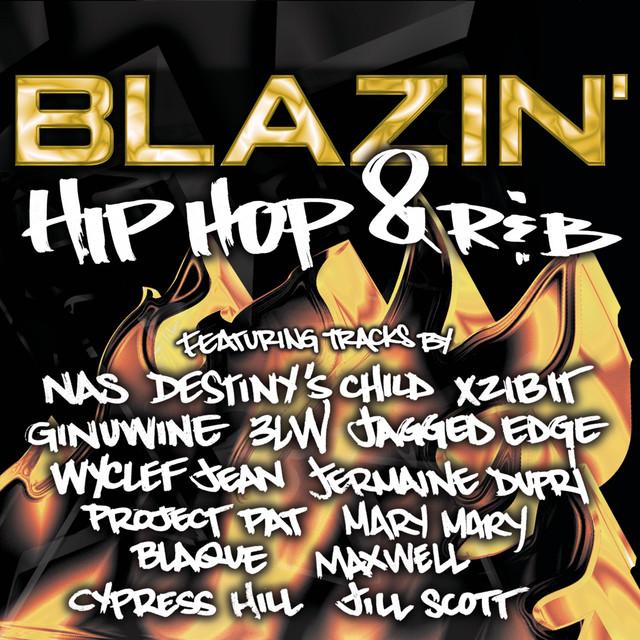 BLAZIN'
HIP HOP & R&B
FEATURING TRACKS BY
NAS DESTINY'S CHILD XZIBIT
GINUWINE 3LW JAGGED EDGE
WYCLEF JEAN JERMAINE DUPRI
PROJECT PAT MARY MARY
BLAQUE MAXWELL
CYPRESS HILL JILL SCOTT